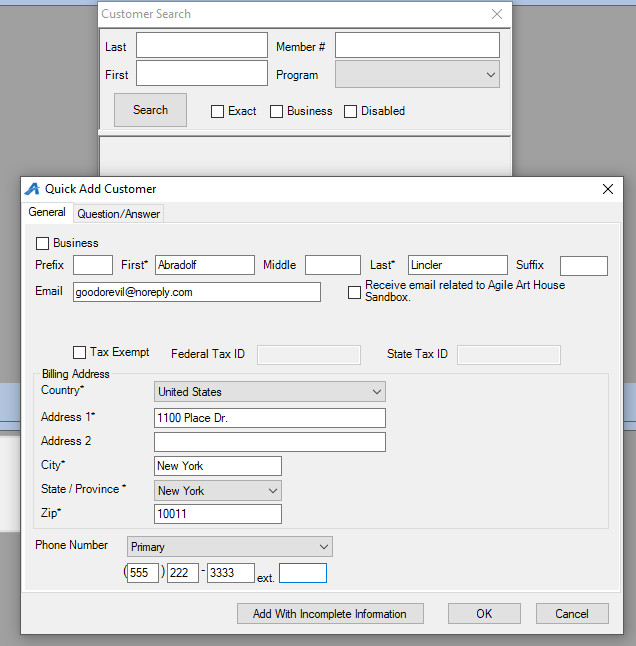 Customer Search
Last Member #
First Program
Search Exact Business Disabled
Quick Add Customer
General Question/Answer
Business
Prefix First* Abradolf Middle Last* Lincler Suffix
Email goodorevil@noreply.com Receive email related to Agile Art House
Sandbox.
Tax Exempt Federal Tax ID State Tax ID
Billing Address
Country* United States
Address 1* 1100 Place Dr.
Address 2
City* New York
State / Province * New York
Zip* 10011
Phone Number Primary
(555) 222 - 3333 ext.
Add With Incomplete Information OK Cancel